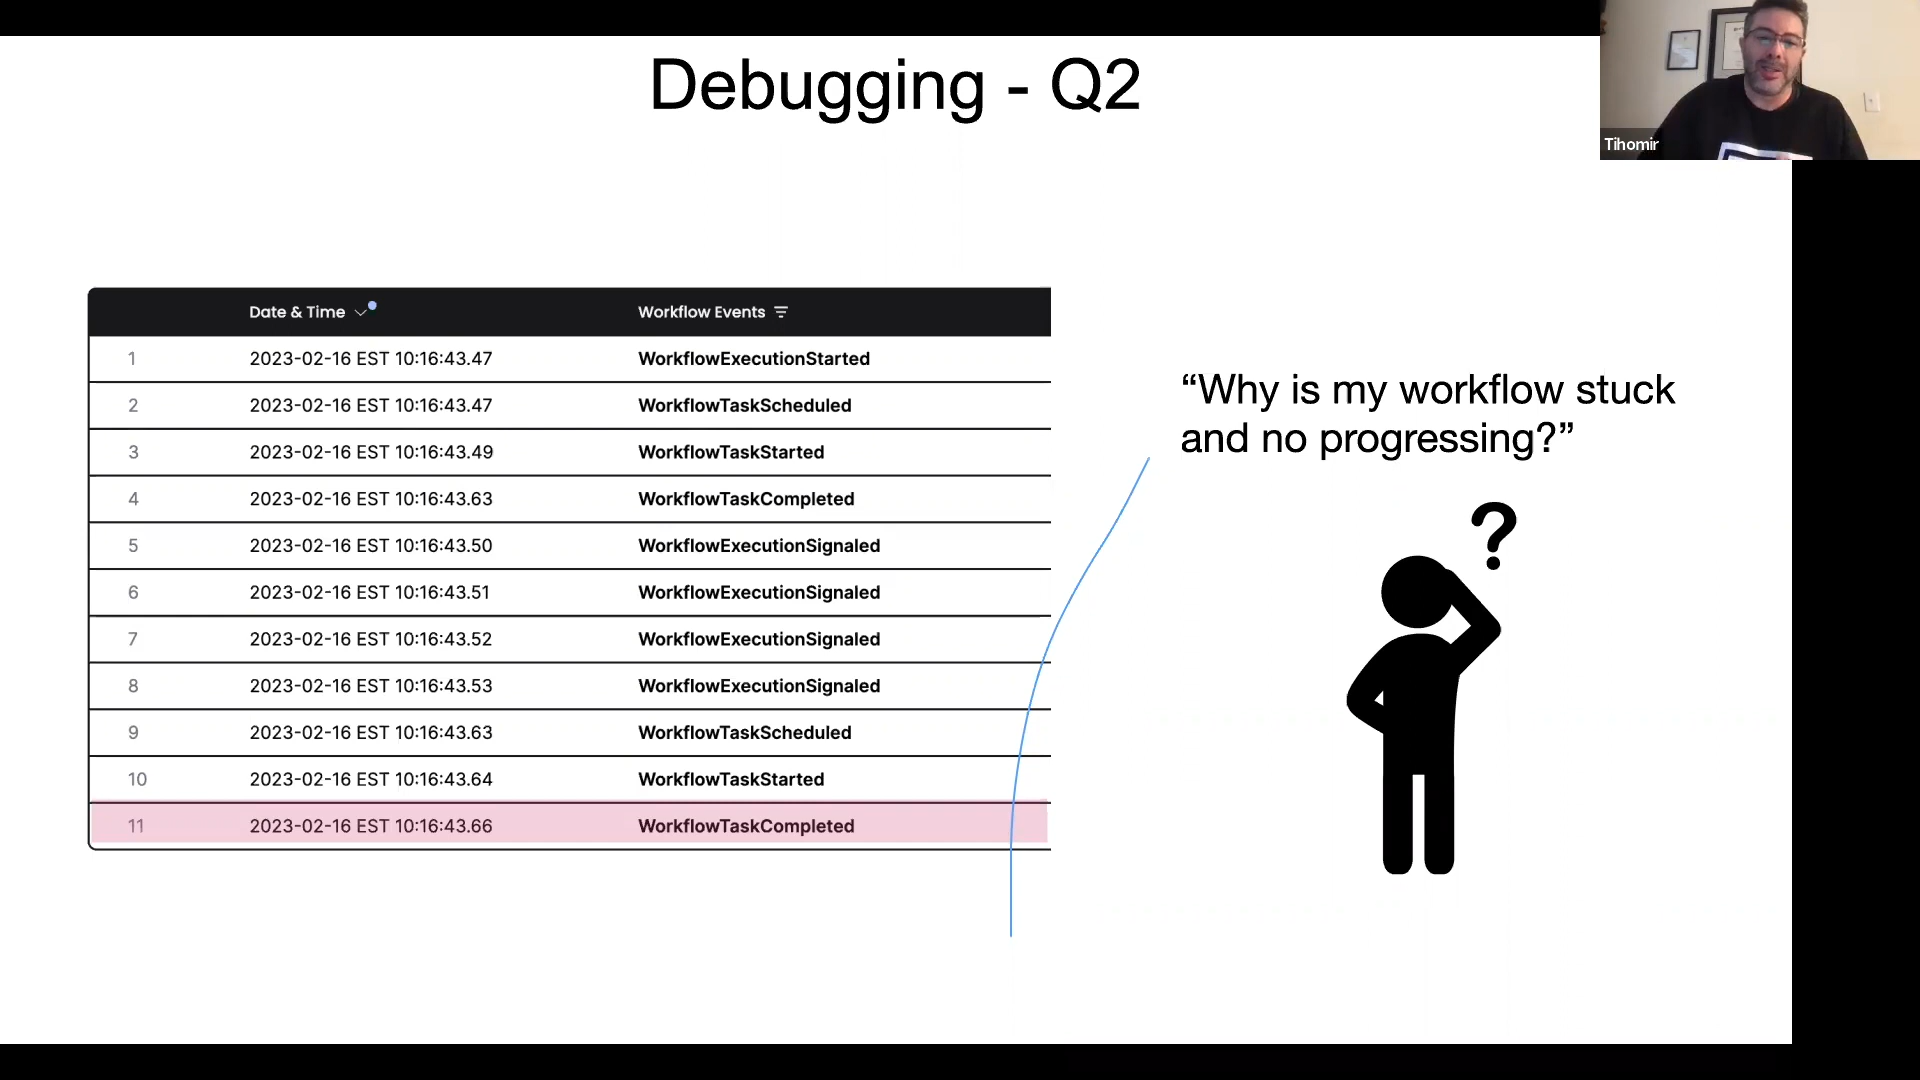 Debugging - Q2
Tihomir
Date & Time Workflow Events
1 2023-02-16 EST 10:16:43.47 WorkflowExecutionStarted
2 2023-02-16 EST 10:16:43.47 WorkflowTaskScheduled
3 2023-02-16 EST 10:16:43.49 WorkflowTaskStarted
4 2023-02-16 EST 10:16:43.63 WorkflowTaskCompleted
5 2023-02-16 EST 10:16:43.50 WorkflowExecutionSignaled
6 2023-02-16 EST 10:16:43.51 WorkflowExecutionSignaled
7 2023-02-16 EST 10:16:43.52 WorkflowExecutionSignaled
8 2023-02-16 EST 10:16:43.53 WorkflowExecutionSignaled
9 2023-02-16 EST 10:16:43.63 WorkflowTaskScheduled
10 2023-02-16 EST 10:16:43.64 WorkflowTaskStarted
11 2023-02-16 EST 10:16:43.66 WorkflowTaskCompleted
“Why is my workflow stuck
and no progressing?”
?